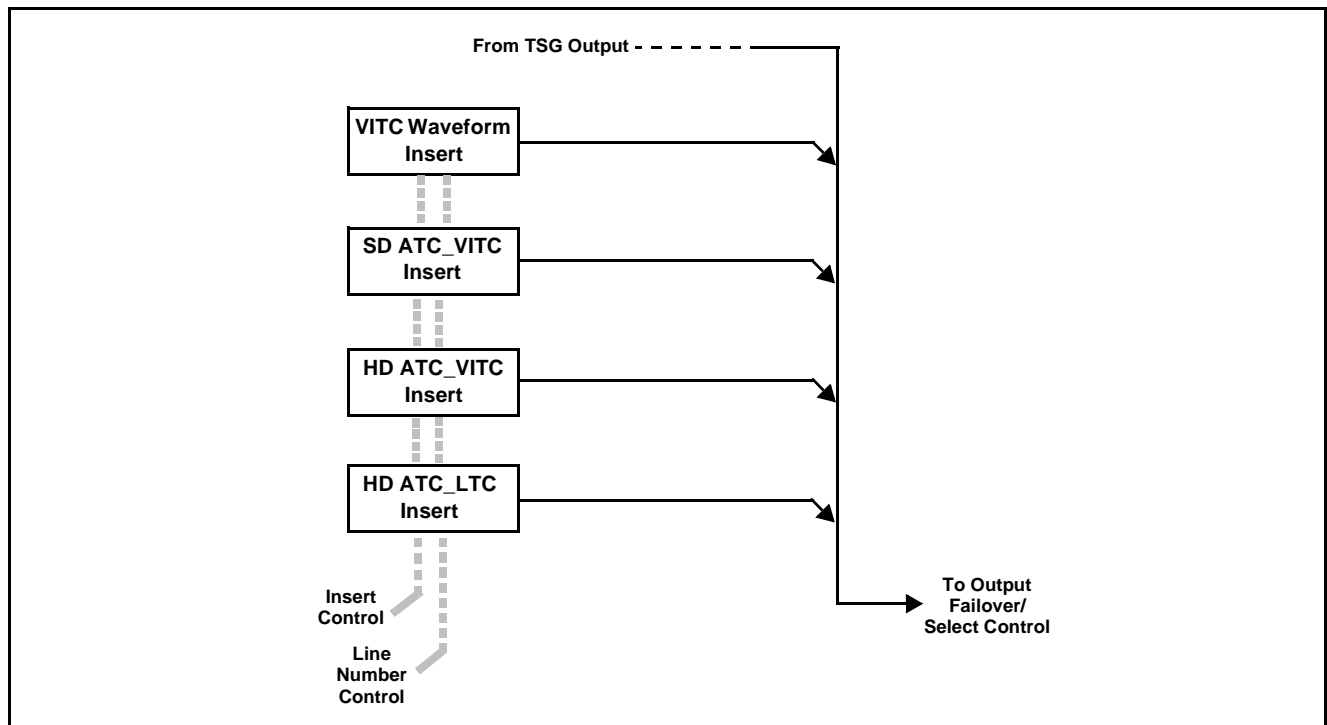 From TSG Output
VITC Waveform
Insert
SD ATC_VITC
Insert
HD ATC_VITC
Insert
HD ATC_LTC
Insert
Insert
Control
Line
Number
Control
To Output
Failover/
Select Control